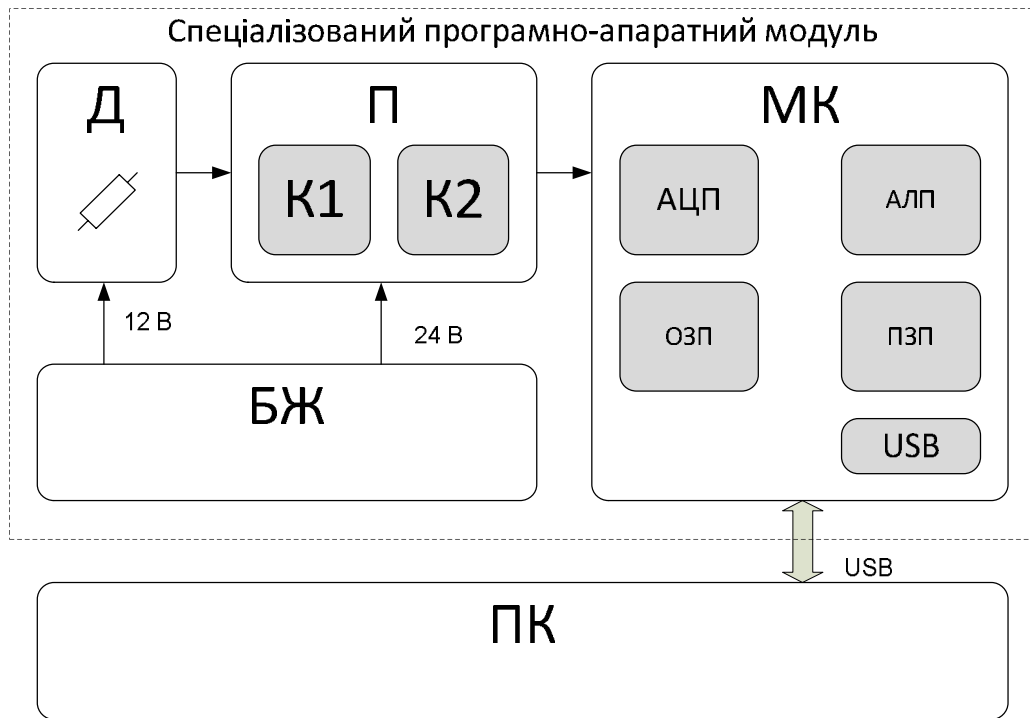 Спеціалізований програмно-апаратний модуль
Д
П
МК
К1
К2
АЦП
АЛП
12 В
24 В
ОЗП
ПЗП
БЖ
USB
USB
ПК